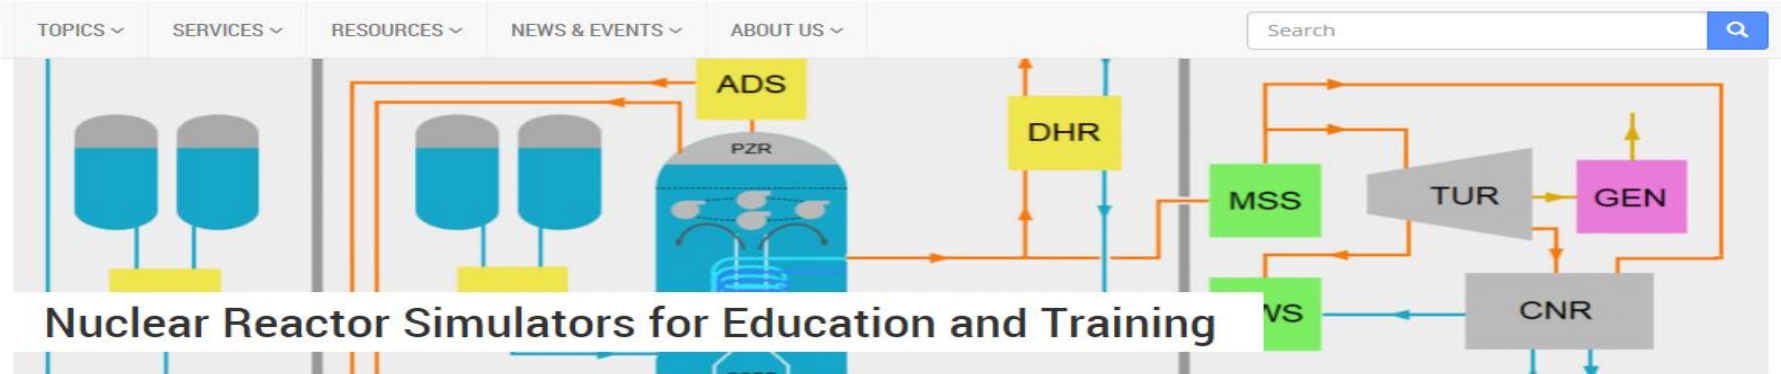 TOPICS SERVICES RESOURCES NEWS & EVENTS ABOUT US Search
ADS
DHR
PZR
MSS TUR GEN
CNR
Nuclear Reactor Simulators for Education and Training